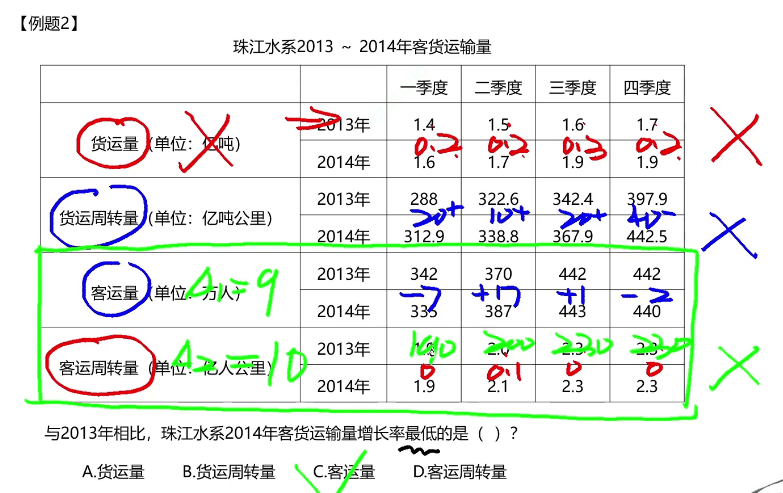 【例题2】
珠江水系2013 ~ 2014年客货运输量
一季度 二季度 三季度 四季度
货运量（单位：亿吨） 2013年 1.4 1.5 1.6 1.7
0.2 0.2 0.3 0.2
2014年 1.6 1.7 1.9 1.9
货运周转量（单位：亿吨公里） 2013年 288 322.6 342.4 397.9
20+ 10+ 20+ 40-
2014年 312.9 338.8 367.9 442.5
客运量（单位：万人） Δ1=9 2013年 342 370 442 442
-7 +17 +1 -2
2014年 335 387 443 440
客运周转量（单位：亿人公里） Δ2=10 2013年 2.0 2.3 2.3
190 200 230 230
0 0.1 0 0
2014年 1.9 2.1 2.3 2.3
与2013年相比，珠江水系2014年客货运输量增长率最低的是（ ）？
A.货运量 B.货运周转量 C.客运量 D.客运周转量